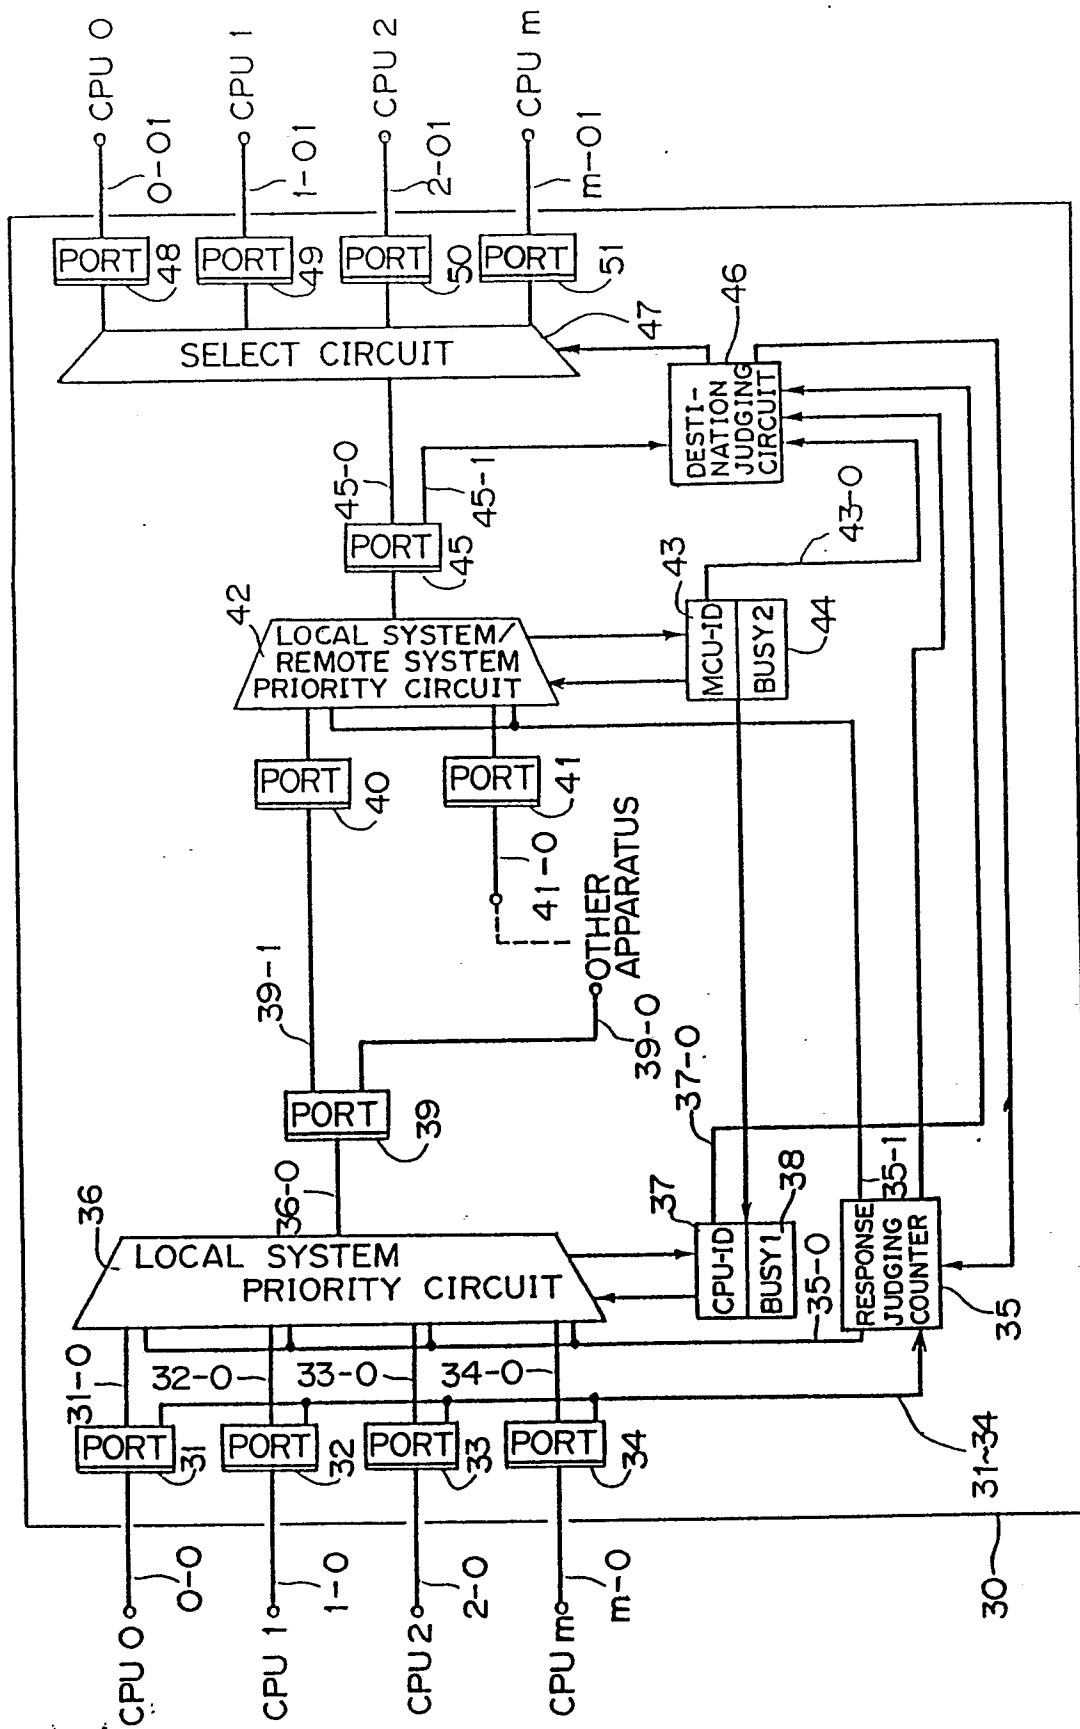 CPU 0
0-0
CPU 1
1-0
CPU 2
2-0
CPU m
m-0
30
PORT
31
PORT
32
PORT
33
PORT
34
31-0
32-0
33-0
34-0
31~34
36
LOCAL SYSTEM
PRIORITY CIRCUIT
36-0
37
CPU-ID
BUSY1
38
37-0
35-0
RESPONSE
JUDGING
COUNTER
35
35-1
PORT
39
39-1
39-0
OTHER
APPARATUS
41-0
PORT
40
PORT
41
42
LOCAL SYSTEM/
REMOTE SYSTEM
PRIORITY CIRCUIT
43
MCU-ID
BUSY2
44
43-0
PORT
45
45-0
45-1
DESTI-
NATION
JUDGING
CIRCUIT
46
SELECT CIRCUIT
47
PORT
48
PORT
49
PORT
50
PORT
51
0-01
CPU 0
1-01
CPU 1
2-01
CPU 2
m-01
CPU m